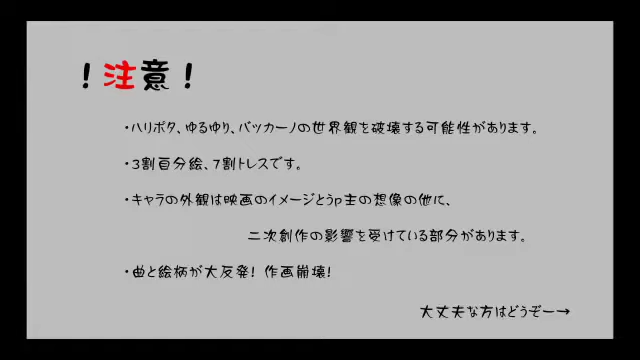 ！注意！
・ハリポタ、ゆるゆり、バッカーノの世界観を破壊する可能性があります。
・3割自分絵、7割トレスです。
・キャラの外観は映画のイメージとうp主の想像の他に、
二次創作の影響を受けている部分があります。
・曲と絵柄が大反発! 作画崩壊!
大丈夫な方はどうぞー→